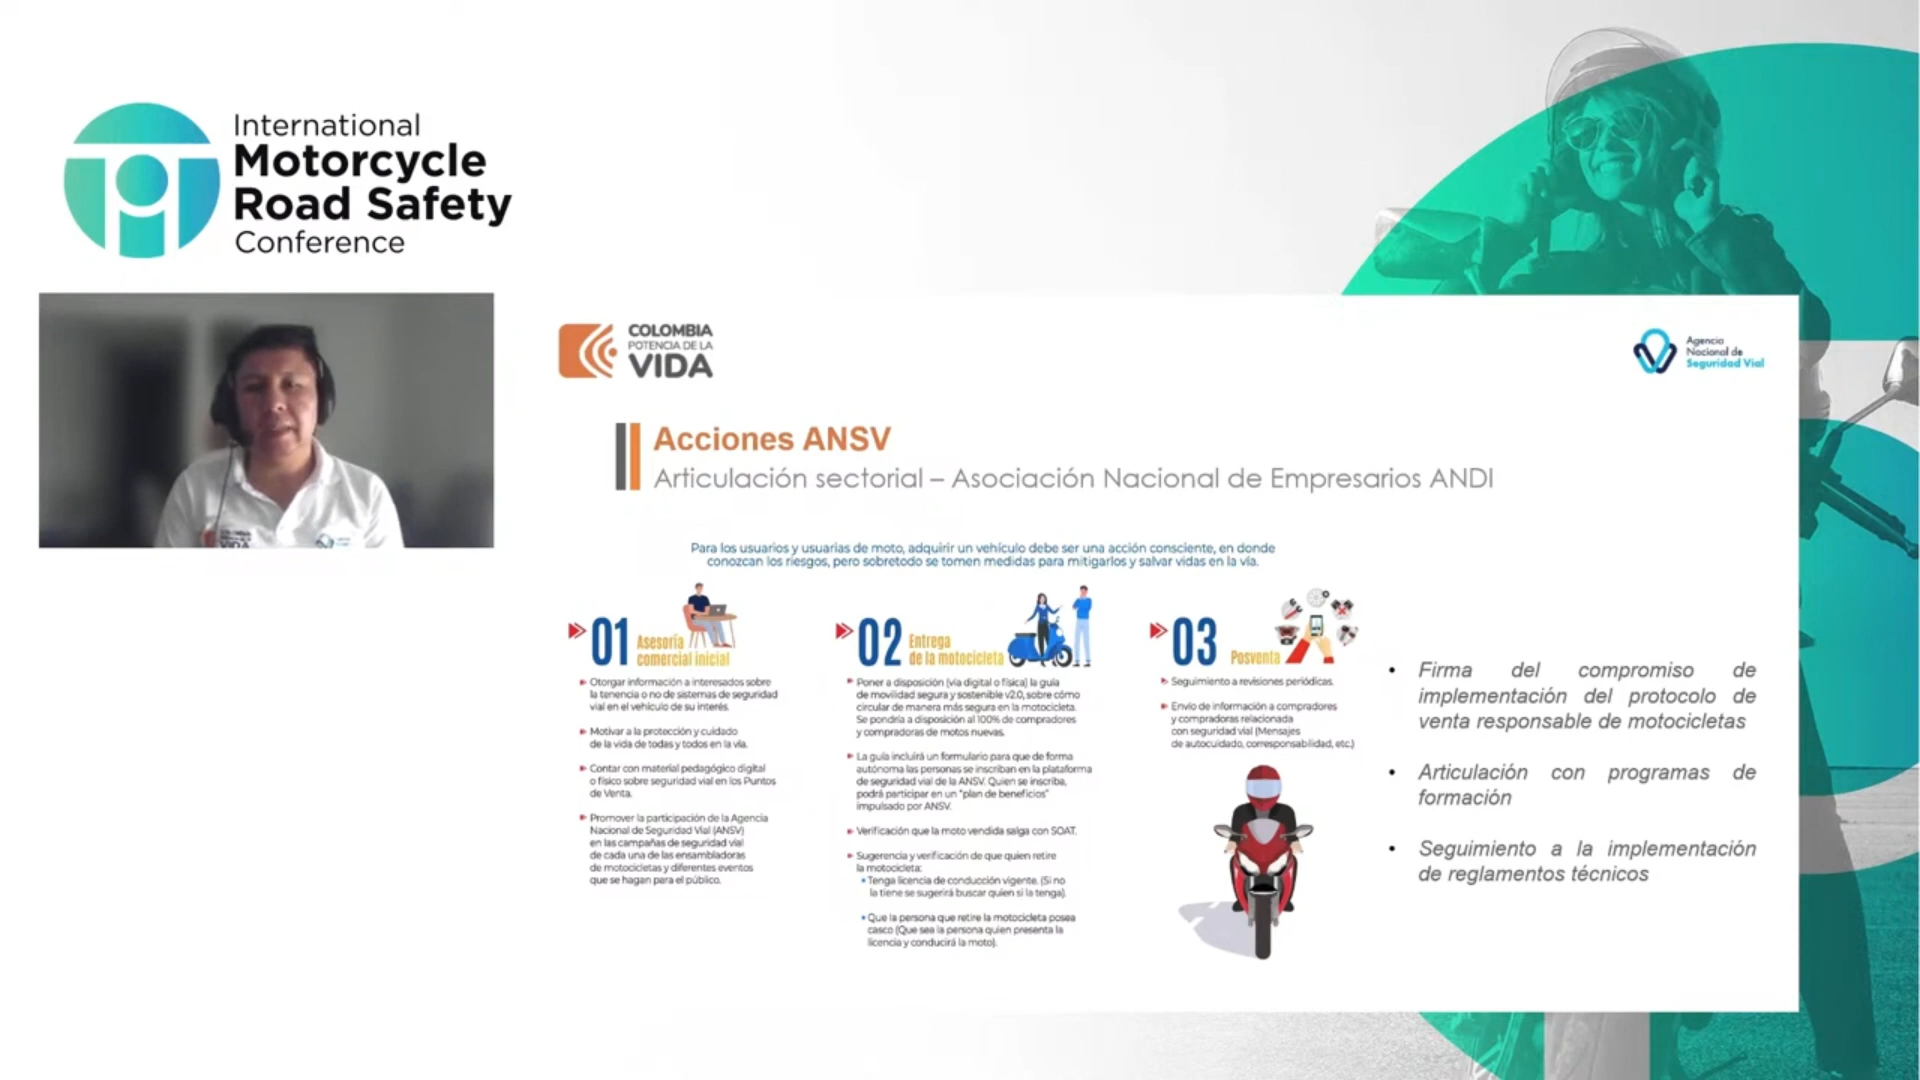 International
Motorcycle
Road Safety
Conference
COLOMBIA
POTENCIA DE LA
VIDA
Agencia
Nacional de
Seguridad Vial
Acciones ANSV
Articulación sectorial – Asociación Nacional de Empresarios ANDI
Para los usuarios y usuarias de moto, adquirir un vehículo debe ser una acción consciente, en donde
conozcan los riesgos, pero sobretodo se tomen medidas para mitigarlos y salvar vidas en la vía.
01 Asesoría
comercial inicial
Otorgar información a interesados sobre
la tenencia o no de sistemas de seguridad
vial en el vehículo de su interés.
Motivar a la protección y cuidado
de la vida de todas y todos en la vía.
Contar con material pedagógico digital
o físico sobre seguridad vial en los Puntos
de Venta.
Promover la participación de la Agencia
Nacional de Seguridad Vial (ANSV)
en las campañas de seguridad vial
de cada una de las ensambladoras
de motocicletas y diferentes eventos
que se hagan para el público.
02 Entrega
de la motocicleta
Poner a disposición (vía digital o física) la guía
de movilidad segura y sostenible v2.0, sobre cómo
circular de manera más segura en la motocicleta.
Se pondría a disposición al 100% de compradores
y compradoras de motos nuevas.
La guía incluirá un formulario para que de forma
autónoma las personas se inscriban en la plataforma
de seguridad vial de la ANSV. Quien se inscriba,
podrá participar en un "plan de beneficios"
impulsado por ANSV.
Verificación que la moto vendida salga con SOAT.
Sugerencia y verificación de que quien retire
la motocicleta:
• Tenga licencia de conducción vigente. (Si no
la tiene se sugerirá buscar quien si la tenga).
• Que la persona que retire la motocicleta posea
casco (Que sea la persona quien presenta la
licencia y conducirá la moto).
03 Posventa
Seguimiento a revisiones periódicas.
Envío de información a compradores
y compradoras relacionada
con seguridad vial (Mensajes
de autocuidado, corresponsabilidad, etc.)
• Firma del compromiso de
implementación del protocolo de
venta responsable de motocicletas
• Articulación con programas de
formación
• Seguimiento a la implementación
de reglamentos técnicos
COLOMBIA
VIDA